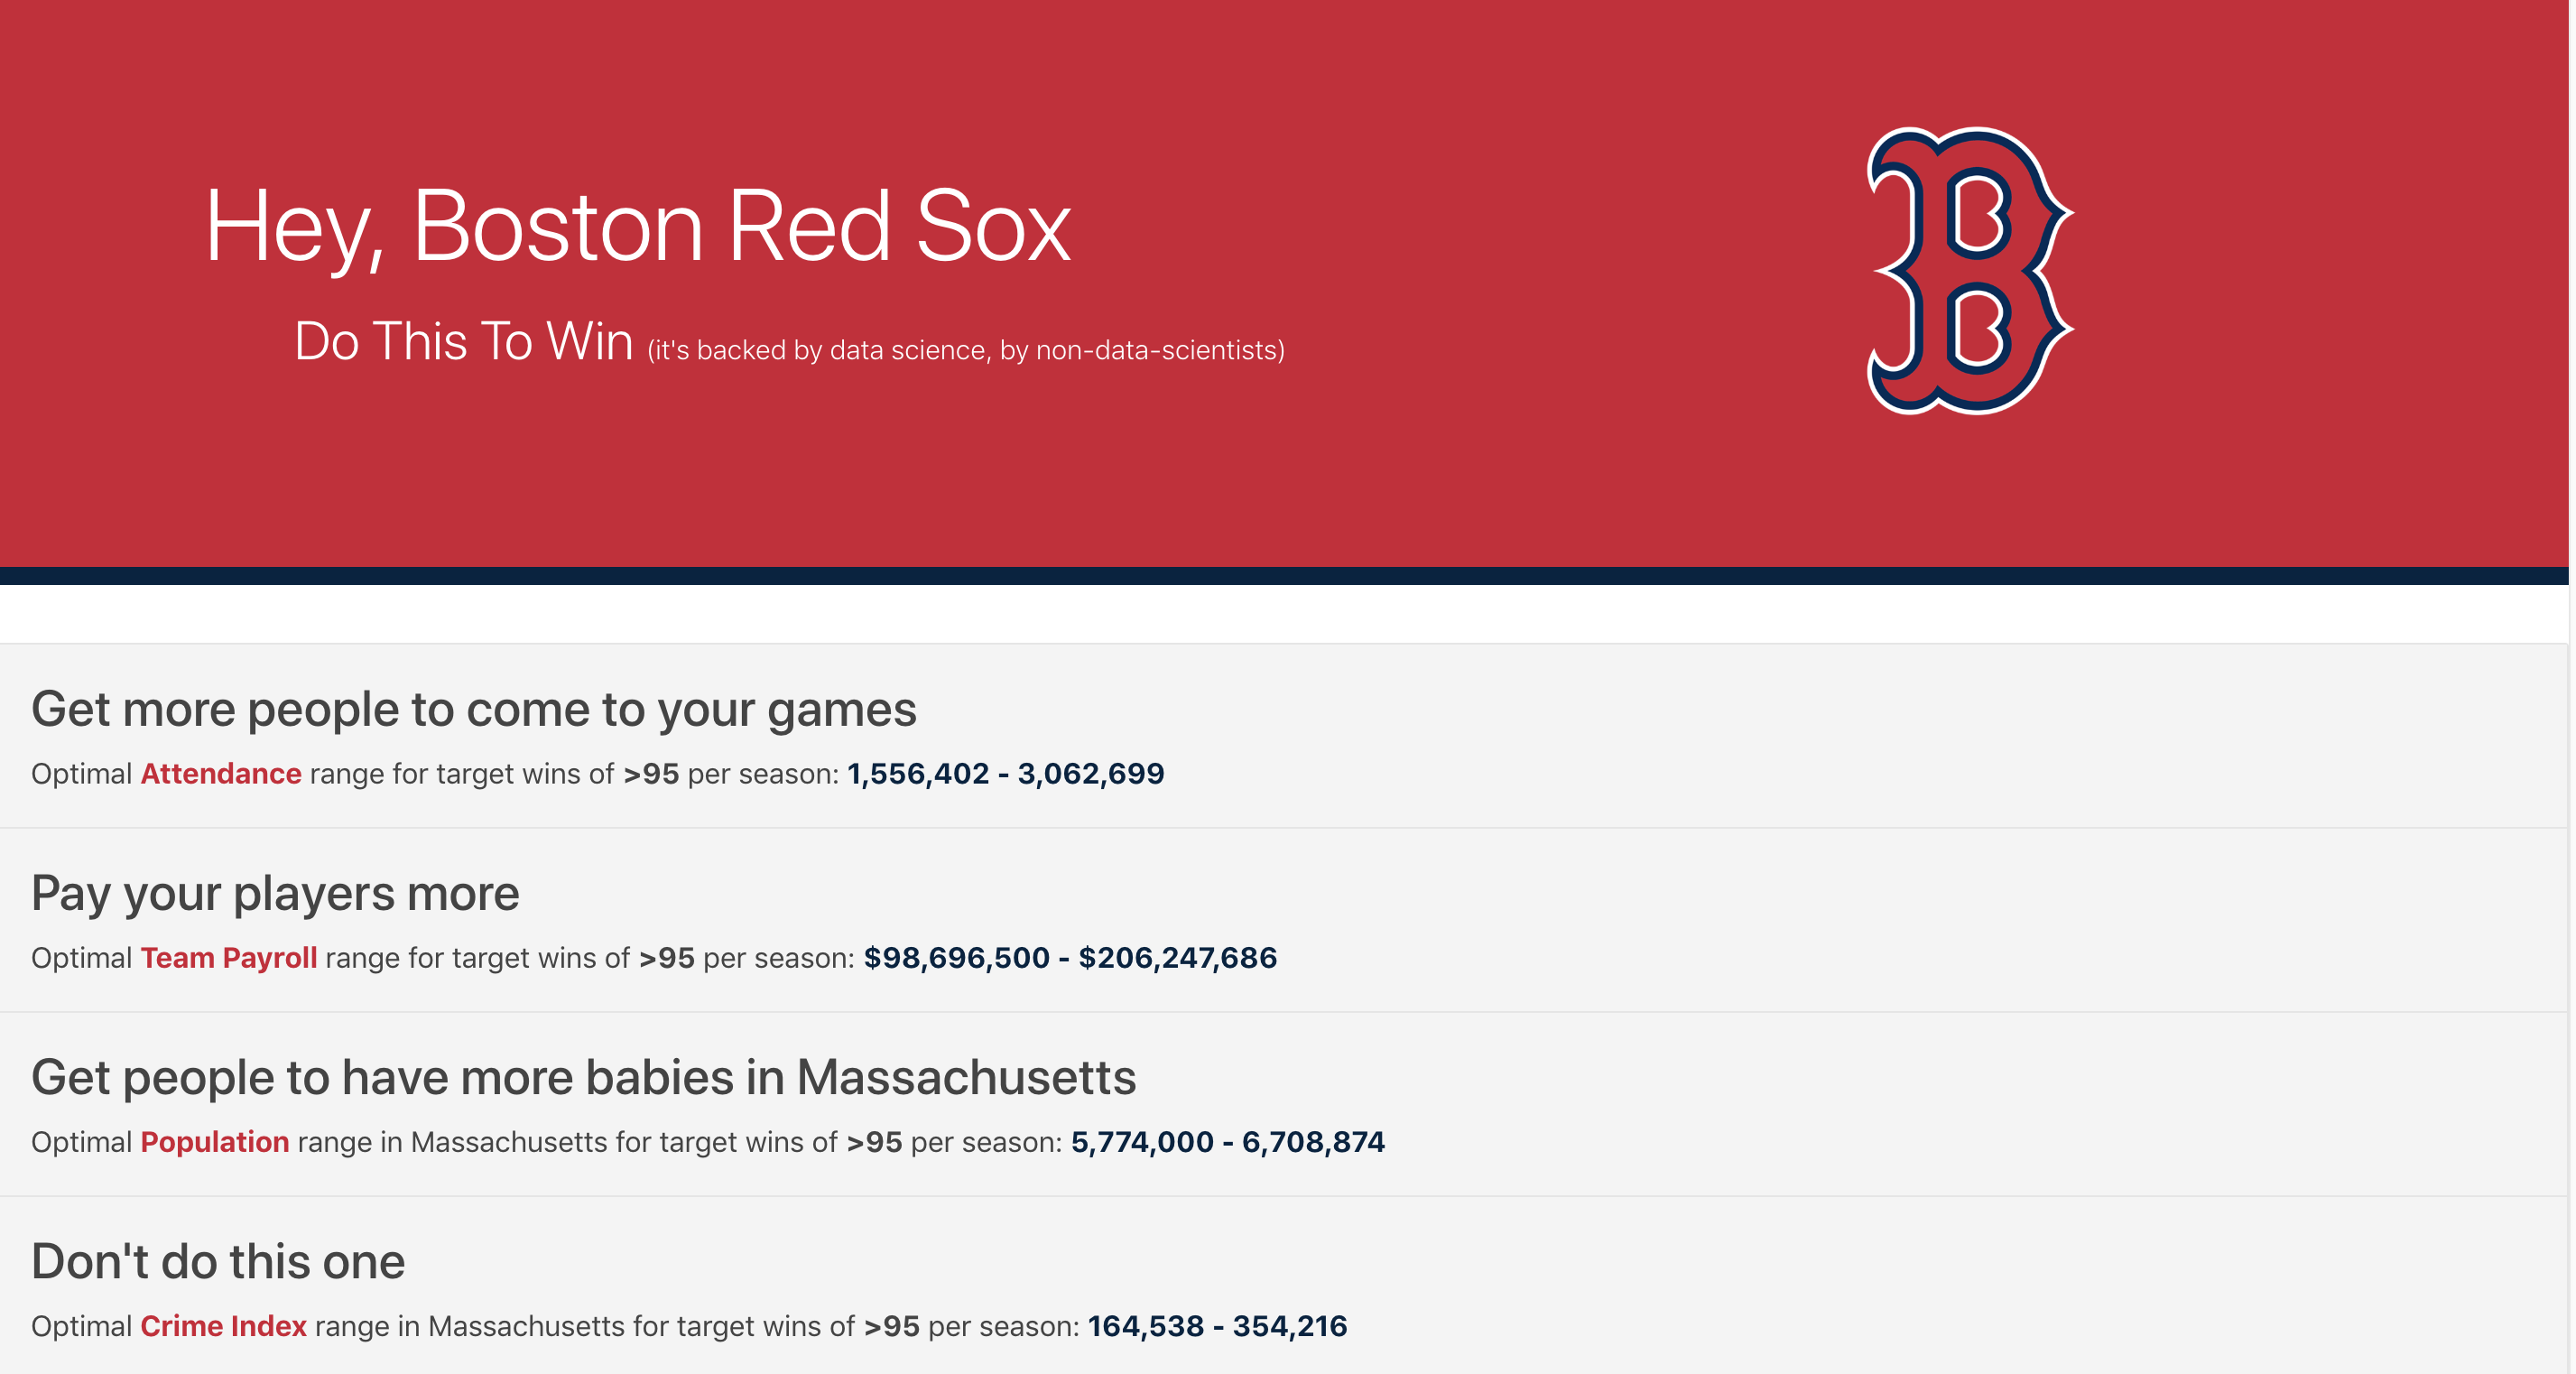 Hey, Boston Red Sox
B
Do This To Win (it's backed by data science, by non-data-scientists)
Get more people to come to your games
Optimal Attendance range for target wins of >95 per season: 1,556,402 - 3,062,699
Pay your players more
Optimal Team Payroll range for target wins of >95 per season: $98,696,500 - $206,247,686
Get people to have more babies in Massachusetts
Optimal Population range in Massachusetts for target wins of >95 per season: 5,774,000 - 6,708,874
Don't do this one
Optimal Crime Index range in Massachusetts for target wins of >95 per season: 164,538 - 354,216